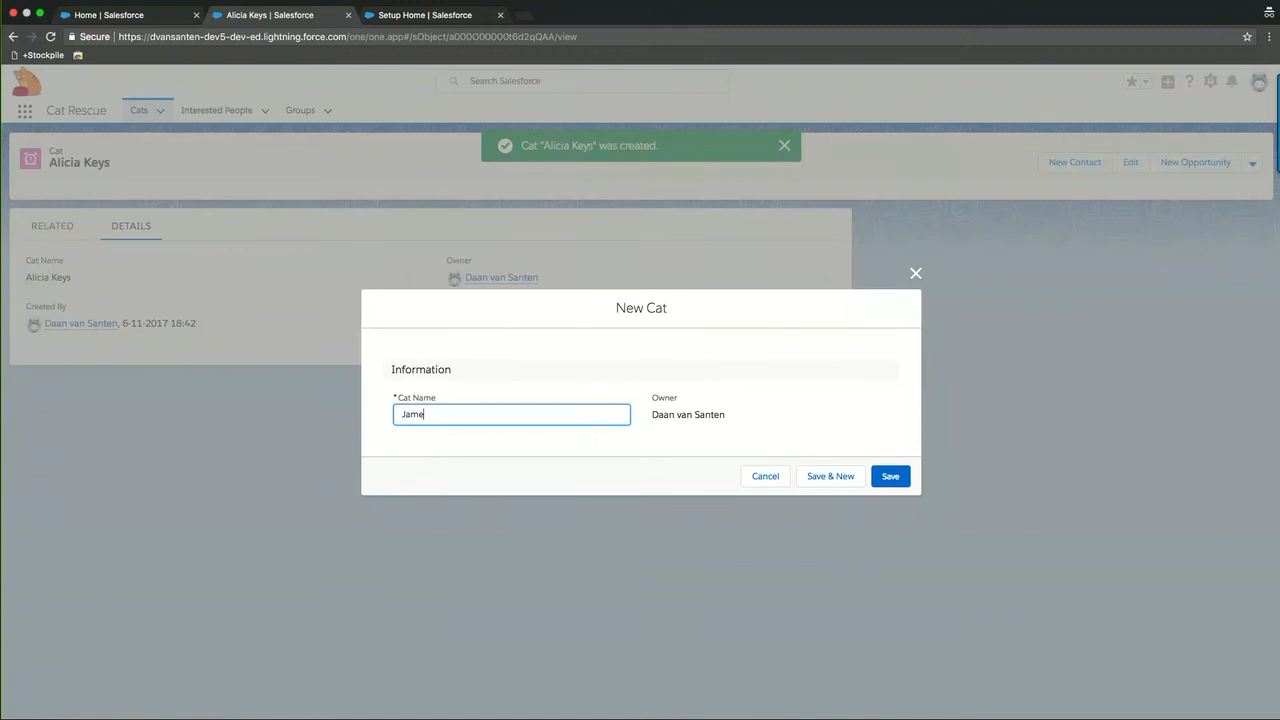 Home | Salesforce
Alicia Keys | Salesforce
Setup Home | Salesforce
Secure | https://dvansanten-dev5-dev-ed.lightning.force.com/one/one.app#/sObject/a000O00000t6d2qQAA/view
+Stockpile
Search Salesforce
Cat Rescue
Cats
Interested People
Groups
Cat "Alicia Keys" was created.
Cat
Alicia Keys
New Contact
Edit
New Opportunity
RELATED
DETAILS
Cat Name
Owner
Alicia Keys
Daan van Santen
Created By
Daan van Santen, 6-11-2017 18:42
New Cat
Information
*Cat Name
Owner
Jame
Daan van Santen
Cancel
Save & New
Save